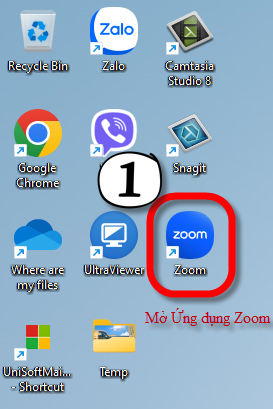 Zalo
Recycle Bin
Zalo
Camtasia
Studio 8
Google
Chrome
1
SnagIt
zoom
Where are
my files
UltraViewer
Zoom
Mở Ứng dụng Zoom
UniSoftMai...
- Shortcut
Temp